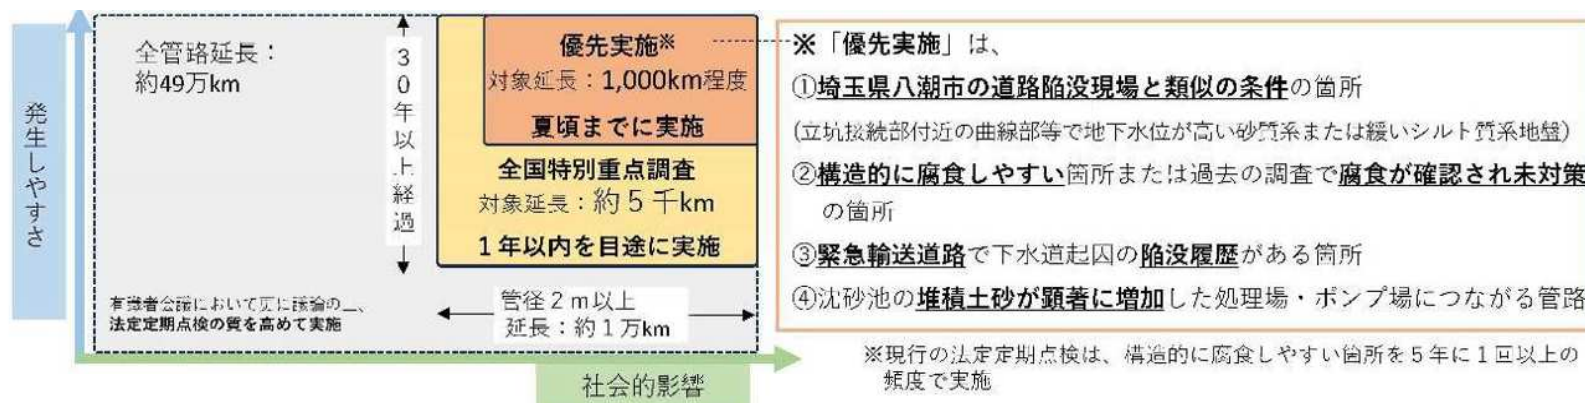 発生しやすさ
全管路延長：
約49万km
30年以上経過
優先実施※
対象延長：1,000km程度
夏頃までに実施
全国特別重点調査
対象延長：約５千km
１年以内を目途に実施
有識者会議において更に議論の上、
法定定期点検の質を高めて実施
管径２ｍ以上
延長：約１万km
社会的影響
※「優先実施」は、
①埼玉県八潮市の道路陥没現場と類似の条件の箇所
(立坑接続部付近の曲線部等で地下水位が高い砂質系または緩いシルト質系地盤)
②構造的に腐食しやすい箇所または過去の調査で腐食が確認され未対策
の箇所
③緊急輸送道路で下水道起因の陥没履歴がある箇所
④沈砂池の堆積土砂が顕著に増加した処理場・ポンプ場につながる管路
※現行の法定定期点検は、構造的に腐食しやすい箇所を５年に１回以上の
頻度で実施